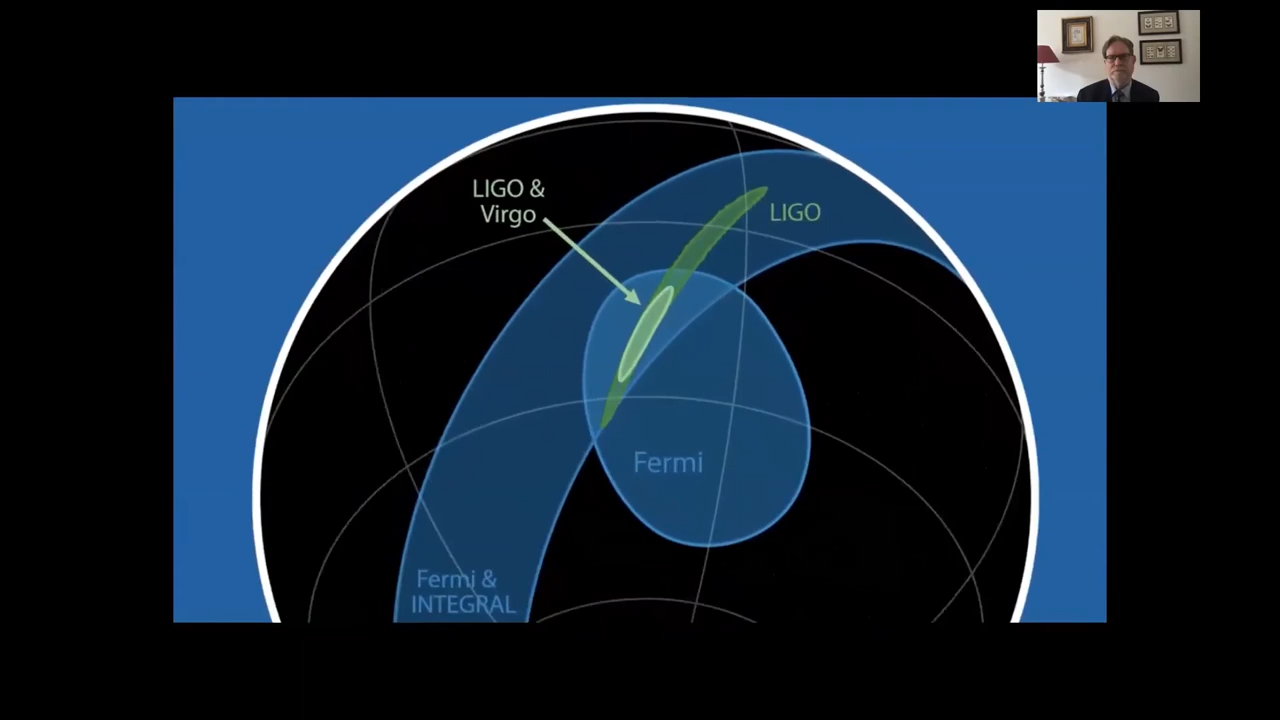 LIGO &
Virgo
LIGO
Fermi
Fermi &
INTEGRAL